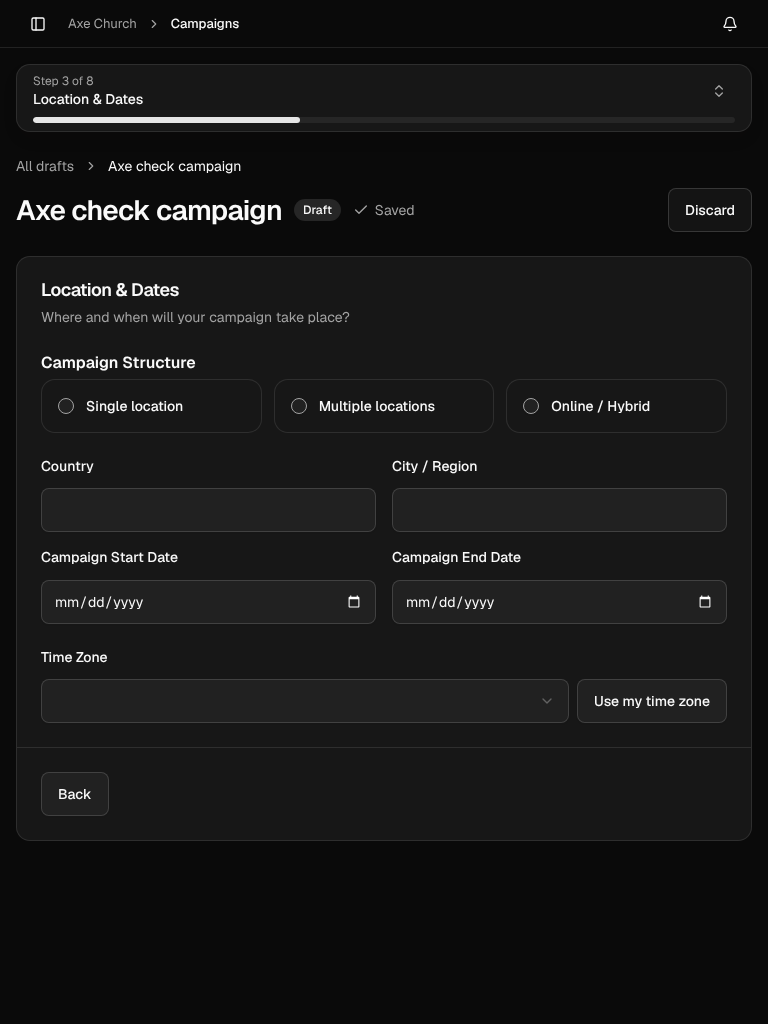 Axe Church > Campaigns
Step 3 of 8
Location & Dates
All drafts > Axe check campaign
Axe check campaign Draft Saved Discard
Location & Dates
Where and when will your campaign take place?
Campaign Structure
Single location Multiple locations Online / Hybrid
Country City / Region
Campaign Start Date Campaign End Date
mm/dd/yyyy mm/dd/yyyy
Time Zone
Use my time zone
Back